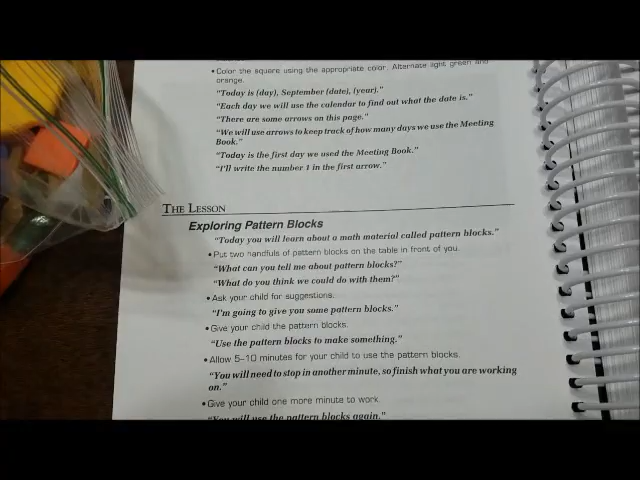 • Color the square using the appropriate color. Alternate light green and
orange.
“Today is (day), September (date), (year).”
“Each day we will use the calendar to find out what the date is.”
“There are some arrows on this page.”
“We will use arrows to keep track of how many days we use the Meeting
Book.”
“Today is the first day we used the Meeting Book.”
“I’ll write the number 1 in the first arrow.”
THE LESSON
Exploring Pattern Blocks
“Today you will learn about a math material called pattern blocks.”
• Put two handfuls of pattern blocks on the table in front of you.
“What can you tell me about pattern blocks?”
“What do you think we could do with them?”
• Ask your child for suggestions.
“I’m going to give you some pattern blocks.”
• Give your child the pattern blocks.
“Use the pattern blocks to make something.”
• Allow 5–10 minutes for your child to use the pattern blocks.
“You will need to stop in another minute, so finish what you are working
on.”
• Give your child one more minute to work.
“You will use the pattern blocks again.”